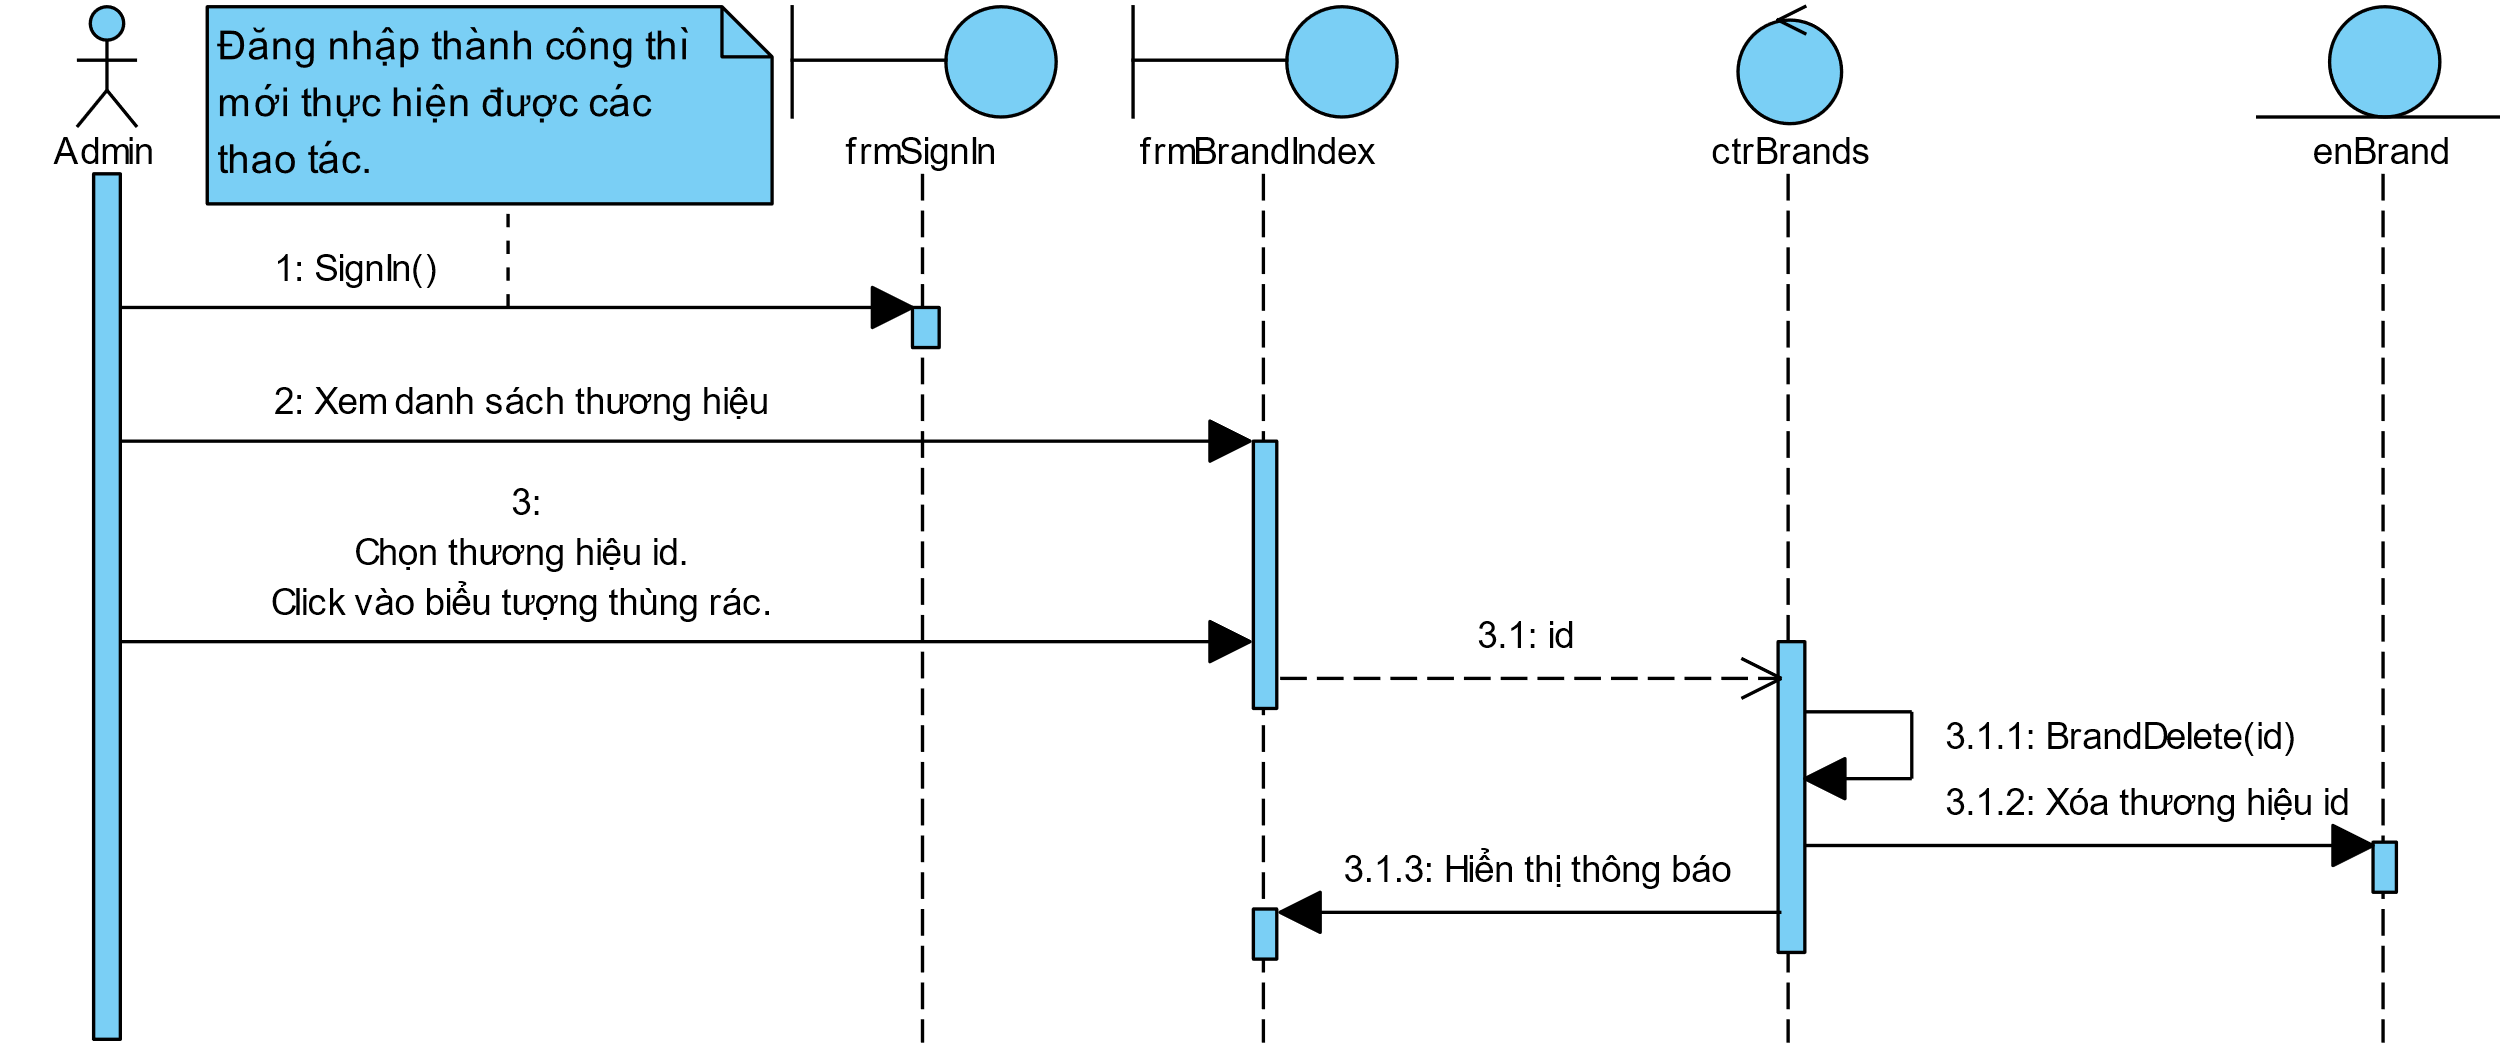 Đăng nhập thành công thì
mới thực hiện được các
thao tác.
Admin
frmSignIn
frmBrandIndex
ctrBrands
enBrand
1: SignIn()
2: Xem danh sách thương hiệu
3:
Chọn thương hiệu id.
Click vào biểu tượng thùng rác.
3.1: id
3.1.1: BrandDelete(id)
3.1.2: Xóa thương hiệu id
3.1.3: Hiển thị thông báo